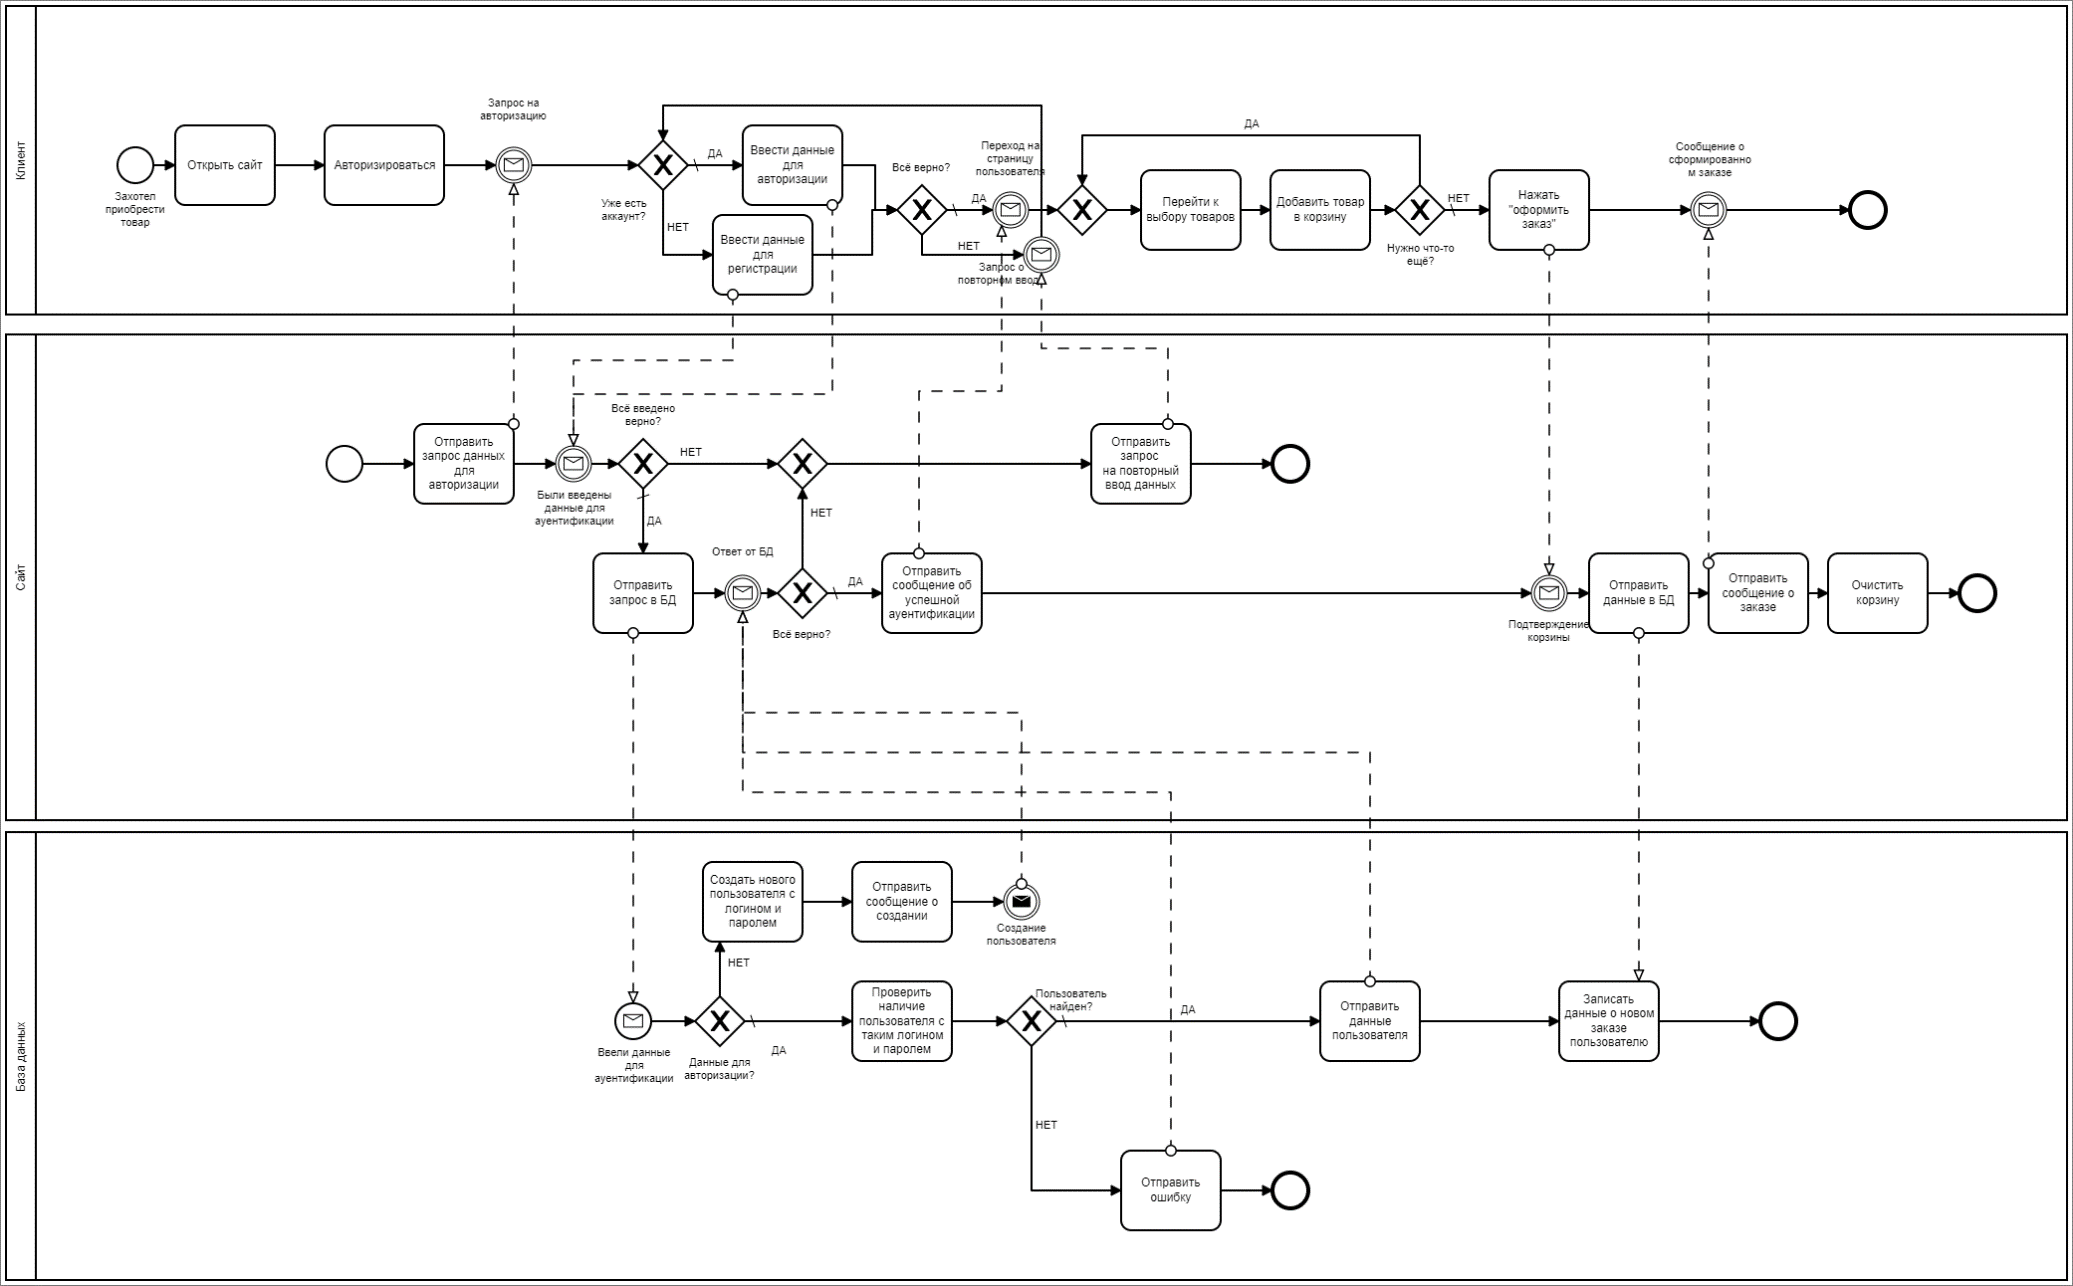 Клиент
Захотел
приобрести
товар
Открыть сайт
Авторизироваться
Запрос на
авторизацию
Уже есть
аккаунт?
ДА
НЕТ
Ввести данные
для
авторизации
Ввести данные
для
регистрации
Всё верно?
ДА
НЕТ
Переход на
страницу
пользователя
Запрос о
повторном ввод
Перейти к
выбору товаров
Добавить товар
в корзину
ДА
НЕТ
Нужно что-то
ещё?
Нажать
"оформить
заказ"
Сообщение о
сформированно
м заказе
Сайт
Отправить
запрос данных
для
авторизации
Были введены
данные для
ауентификации
Всё введено
верно?
НЕТ
ДА
Отправить
запрос в БД
Ответ от БД
НЕТ
ДА
Всё верно?
Отправить
сообщение об
успешной
ауентификации
Отправить
запрос
на повторный
ввод данных
Подтверждение
корзины
Отправить
данные в БД
Отправить
сообщение о
заказе
Очистить
корзину
База данных
Ввели данные
для
ауентификации
Данные для
авторизации?
НЕТ
ДА
Создать нового
пользователя с
логином и
паролем
Отправить
сообщение о
создании
Создание
пользователя
Проверить
наличие
пользователя с
таким логином
и паролем
Пользователь
найден?
ДА
НЕТ
Отправить
ошибку
Отправить
данные
пользователя
Записать
данные о новом
заказе
пользователю